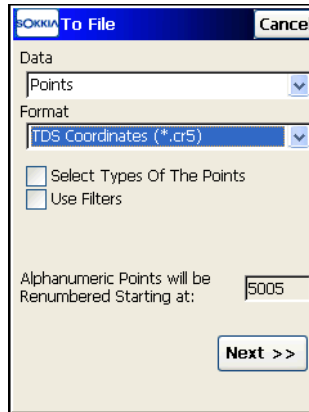 SOKKIA To File Cancel
Data
Points
Format
TDS Coordinates (*.cr5)
Select Types Of The Points
Use Filters
Alphanumeric Points will be
Renumbered Starting at: 5005
Next >>